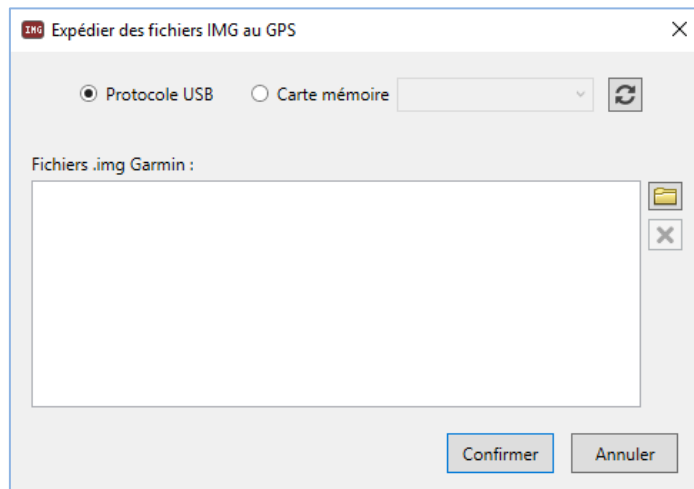 IMG Expédier des fichiers IMG au GPS
Protocole USB Carte mémoire
Fichiers .img Garmin :
Confirmer Annuler